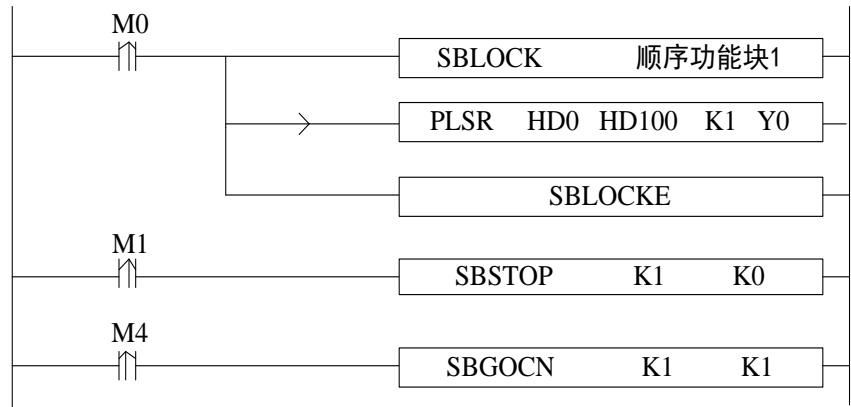 M0
SBLOCK 顺序功能块1
PLSR HD0 HD100 K1 Y0
SBLOCKE
M1
SBSTOP K1 K0
M4
SBGOCN K1 K1